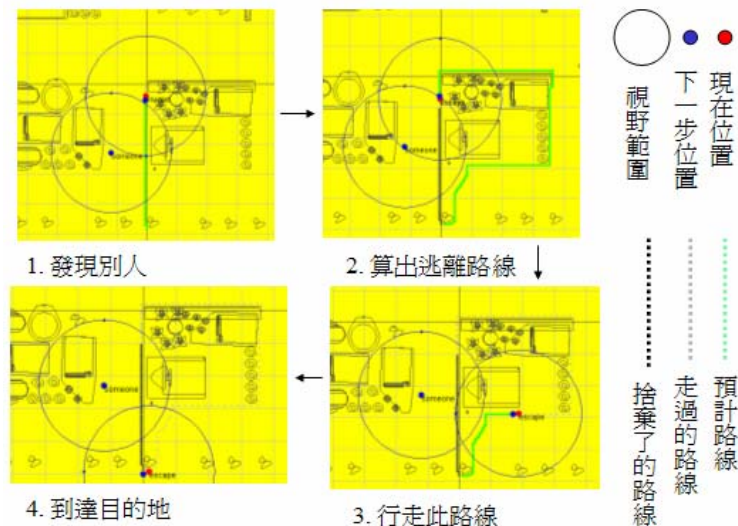 someone
1. 發現別人
someone
2. 算出逃離路線
someone
escape
3. 行走此路線
someone
escape
4. 到達目的地
現在位置
下一步位置
視野範圍
預計路線
走過的路線
捨棄了的路線